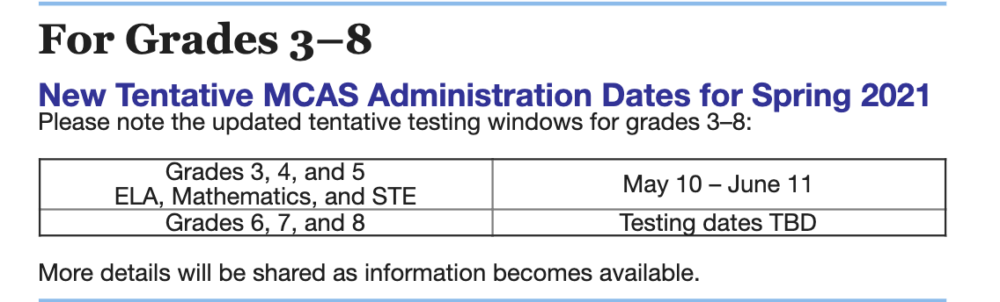 For Grades 3–8
New Tentative MCAS Administration Dates for Spring 2021
Please note the updated tentative testing windows for grades 3–8:
Grades 3, 4, and 5
ELA, Mathematics, and STE
May 10 – June 11
Grades 6, 7, and 8
Testing dates TBD
More details will be shared as information becomes available.